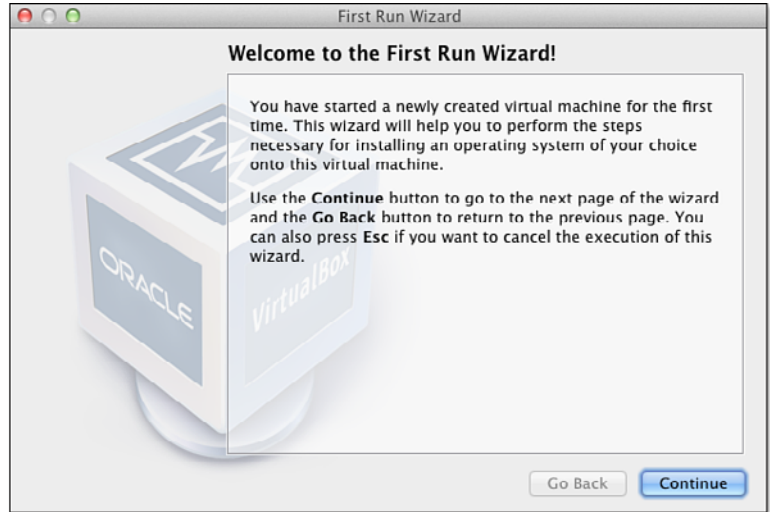 First Run Wizard
Welcome to the First Run Wizard!
You have started a newly created virtual machine for the first
time. This wizard will help you to perform the steps
necessary for installing an operating system of your choice
onto this virtual machine.
Use the Continue button to go to the next page of the wizard
and the Go Back button to return to the previous page. You
can also press Esc if you want to cancel the execution of this
wizard.
ORACLE
VirtualBox
Go Back
Continue